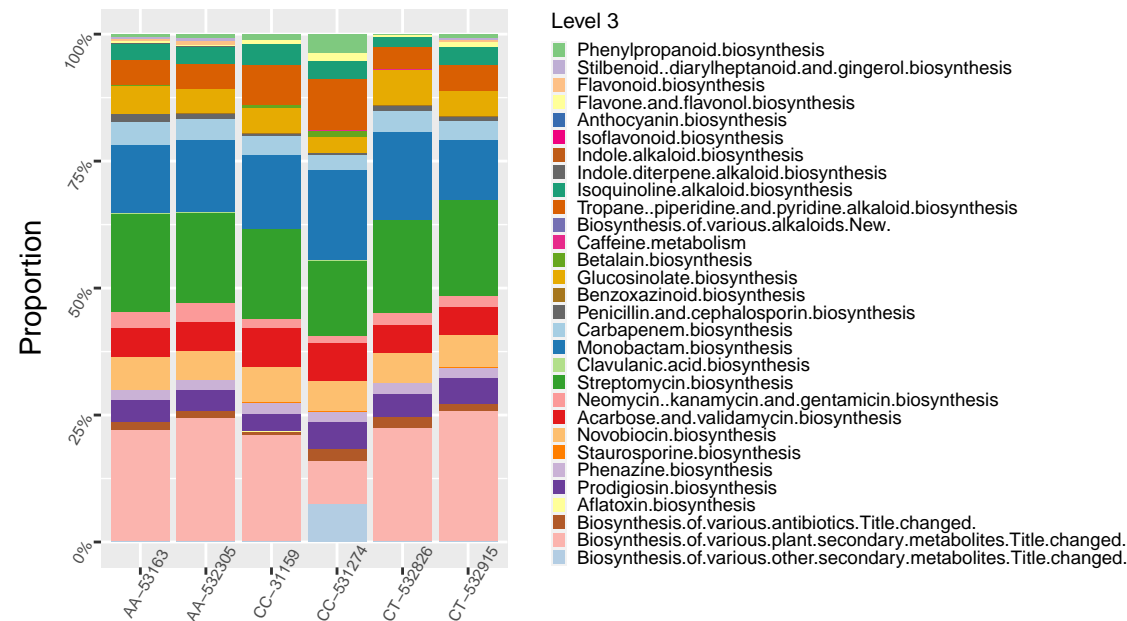 Level 3
Phenylpropanoid.biosynthesis
Stilbenoid..diarylheptanoid.and.gingerol.biosynthesis
Flavonoid.biosynthesis
Flavone.and.flavonol.biosynthesis
Anthocyanin.biosynthesis
Isoflavonoid.biosynthesis
Indole.alkaloid.biosynthesis
Indole.diterpene.alkaloid.biosynthesis
Isoquinoline.alkaloid.biosynthesis
Tropane..piperidine.and.pyridine.alkaloid.biosynthesis
Biosynthesis.of.various.alkaloids.New.
Caffeine.metabolism
Betalain.biosynthesis
Glucosinolate.biosynthesis
Benzoxazinoid.biosynthesis
Penicillin.and.cephalosporin.biosynthesis
Carbapenem.biosynthesis
Monobactam.biosynthesis
Clavulanic.acid.biosynthesis
Streptomycin.biosynthesis
Neomycin..kanamycin.and.gentamicin.biosynthesis
Acarbose.and.validamycin.biosynthesis
Novobiocin.biosynthesis
Staurosporine.biosynthesis
Phenazine.biosynthesis
Prodigiosin.biosynthesis
Aflatoxin.biosynthesis
Biosynthesis.of.various.antibiotics.Title.changed.
Biosynthesis.of.various.plant.secondary.metabolites.Title.changed.
Biosynthesis.of.various.other.secondary.metabolites.Title.changed.
Proportion
100%
75%
50%
25%
0%
AA−53163
AA−532305
CC−31159
CC−531274
CT−532826
CT−532915